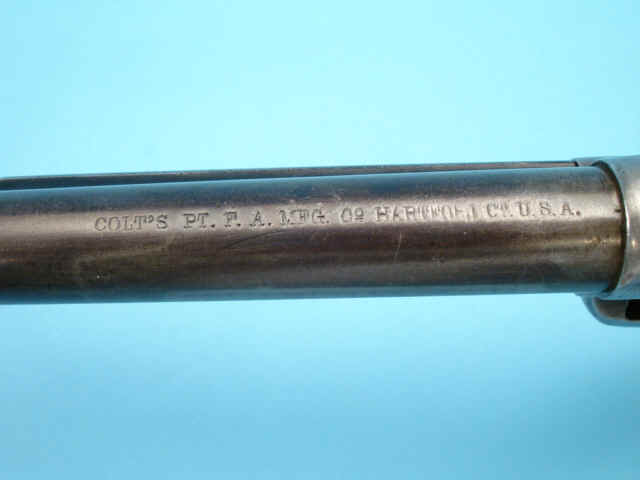 COLT'S PT. F. A. MFG. Co HARTFORD CT. U.S.A.